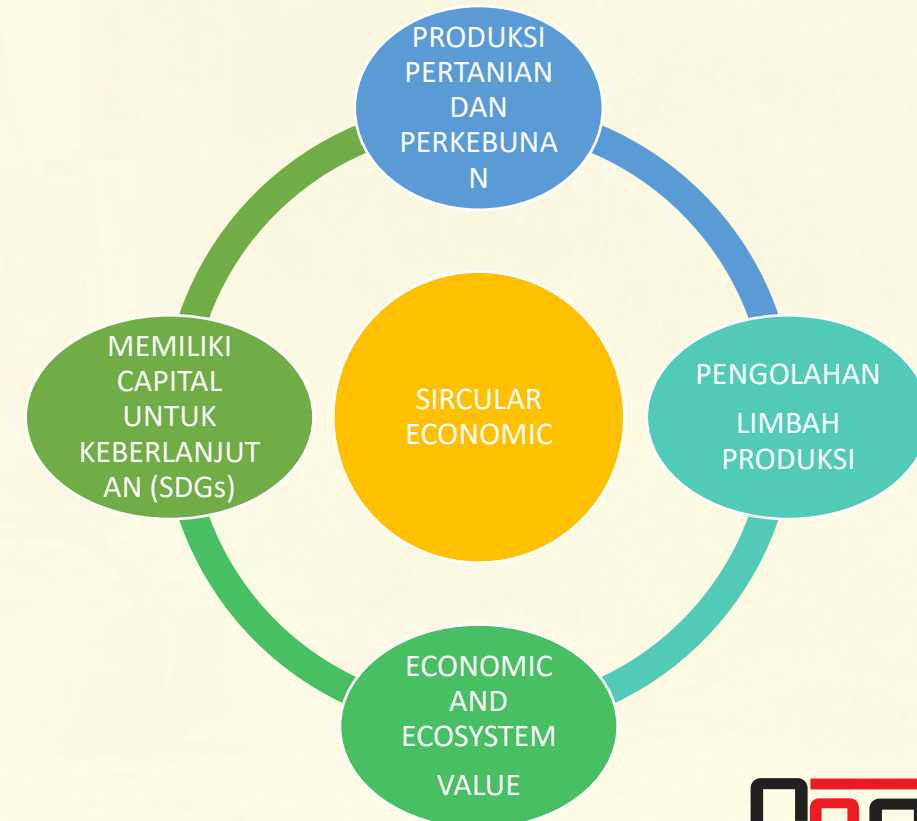 PRODUKSI
PERTANIAN
DAN
PERKEBUNA
N
MEMILIKI
CAPITAL
UNTUK
KEBERLANJUT
AN (SDGs)
SIRCULAR
ECONOMIC
PENGOLAHAN
LIMBAH
PRODUKSI
ECONOMIC
AND
ECOSYSTEM
VALUE